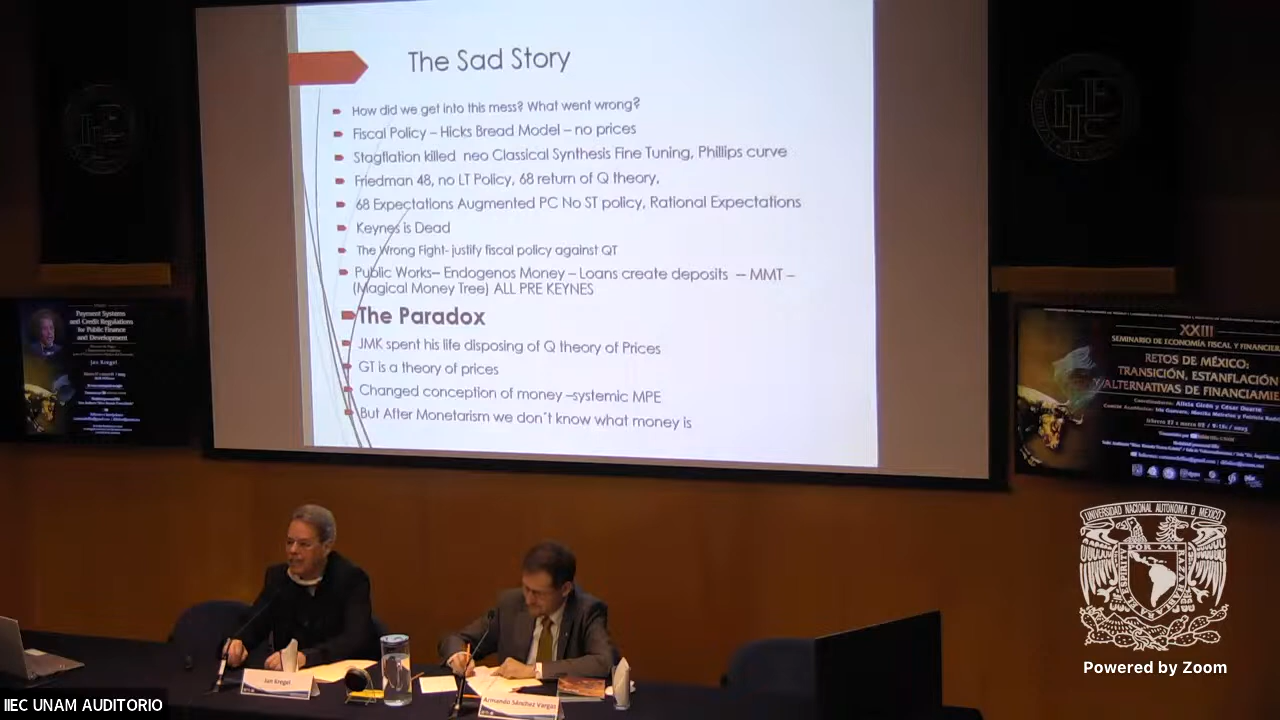 The Sad Story
How did we get into this mess? What went wrong?
Fiscal Policy – Hicks Bread Model – no prices
Stagflation killed neo Classical Synthesis Fine Tuning, Phillips curve
Friedman 48, no LT Policy, 68 return of Q theory,
68 Expectations Augmented PC No ST policy, Rational Expectations
Keynes is Dead
The Wrong Fight- justify fiscal policy against QT
Public Works– Endogenos Money – Loans create deposits – MMT –
(Magical Money Tree) ALL PRE KEYNES
The Paradox
JMK spent his life disposing of Q theory of Prices
GT is a theory of prices
Changed conception of money –systemic MPE
But After Monetarism we don't know what money is
Payment Systems
and Credit Regulations
for Public Finance
and Development
Jan Kregel
XXIII
SEMINARIO DE ECONOMÍA FISCAL Y FINANCIERA
RETOS DE MÉXICO:
TRANSICIÓN, ESTANFLACIÓN
Y ALTERNATIVAS DE FINANCIAMIE
Coordinadores: Alicia Girón y César Duarte
Jan Kregel
Armando Sánchez Vargas
UNIVERSIDAD NACIONAL AUTONOMA DE MEXICO
POR MI RAZA HABLARA EL ESPIRITU
Powered by Zoom
IIEC UNAM AUDITORIO